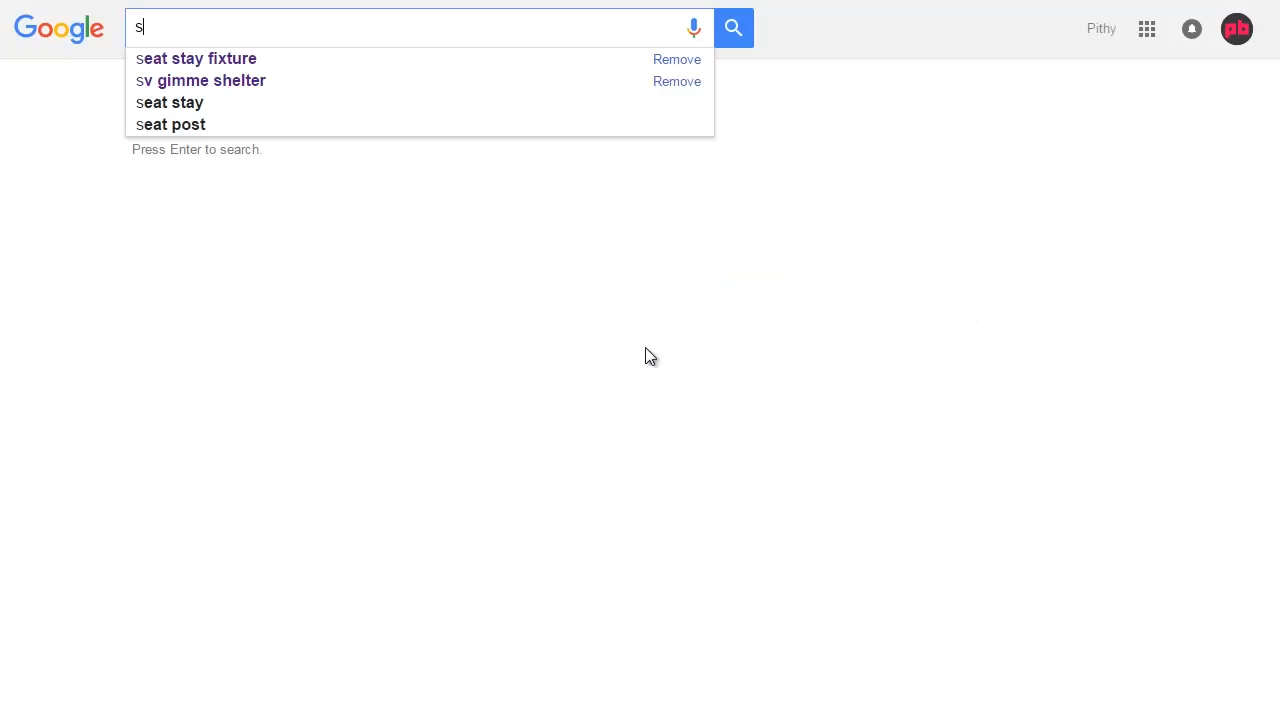 Google
s
Pithy
pb
seat stay fixture Remove
sv gimme shelter Remove
seat stay
seat post
Press Enter to search.